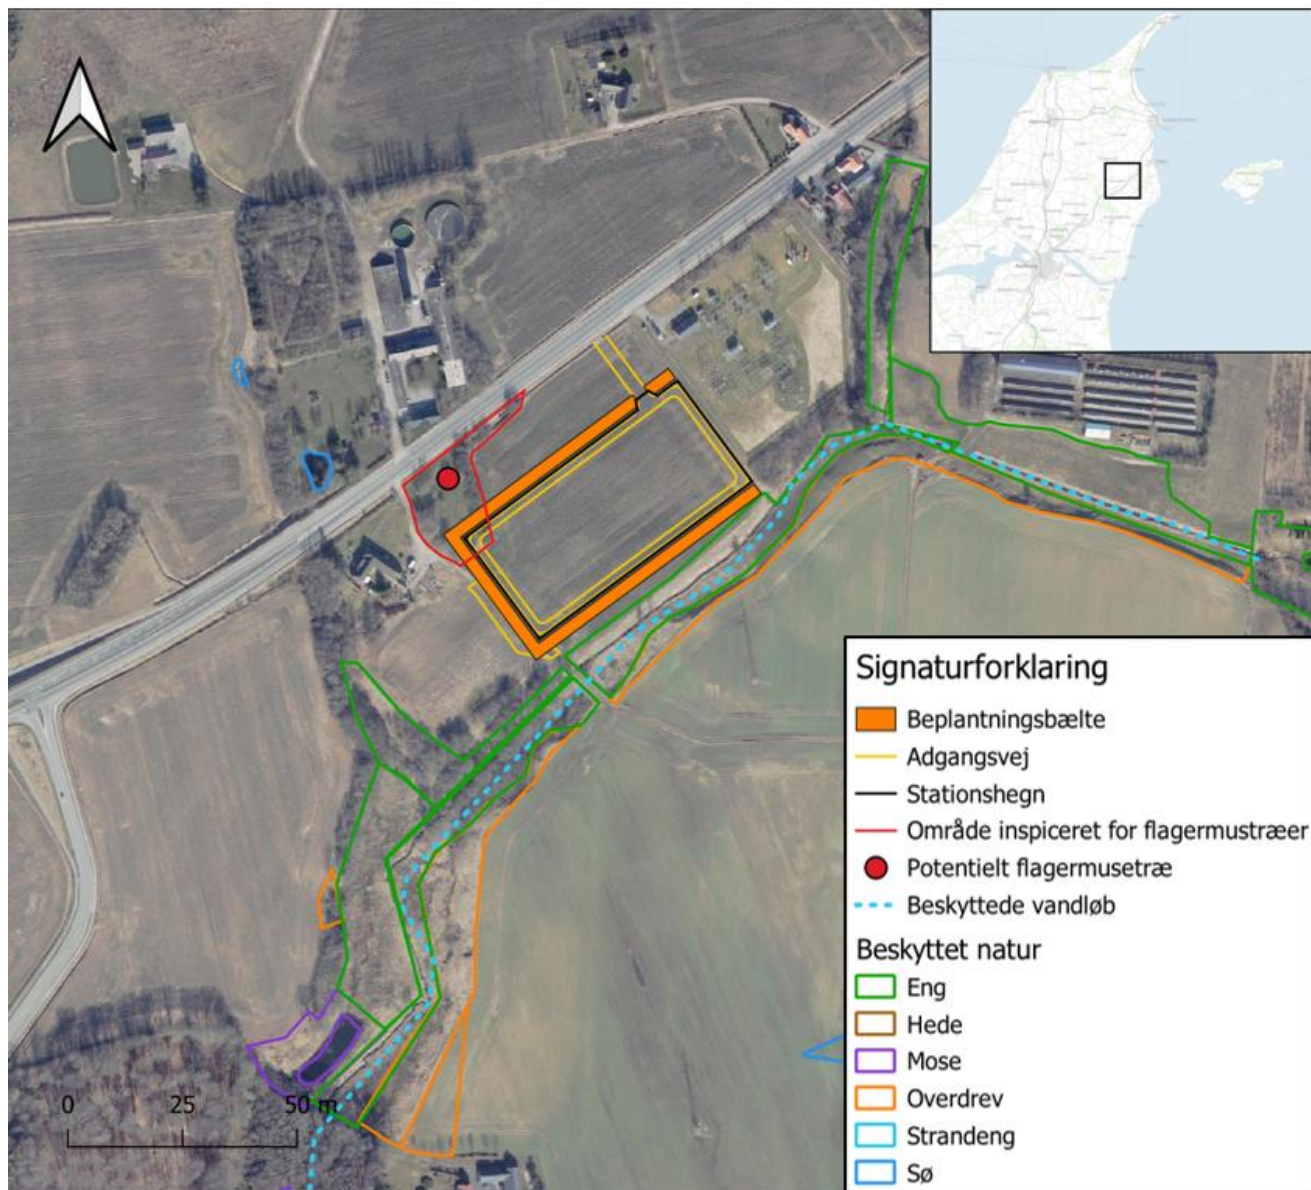 Signaturforklaring
Beplantningsbælte
Adgangsvej
Stationshegn
Område inspiceret for flagermustræer
Potentielt flagermusetræ
Beskyttede vandløb
Beskyttet natur
Eng
Hede
Mose
Overdrev
Strandeng
Sø
0 25 50 m